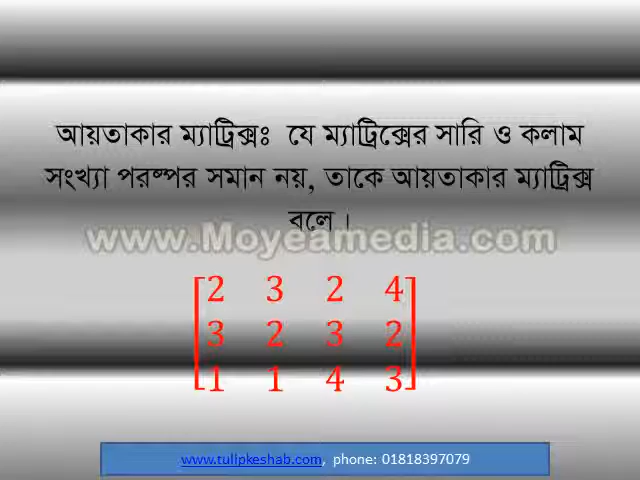 আয়তাকার ম্যাট্রিক্সঃ যে ম্যাট্রিক্সের সারি ও কলাম
সংখ্যা পরষ্পর সমান নয়, তাকে আয়তাকার ম্যাট্রিক্স
বলে।
www.Moyeamedia.com
2 3 2 4
3 2 3 2
1 1 4 3
www.tulipkeshab.com, phone: 01818397079